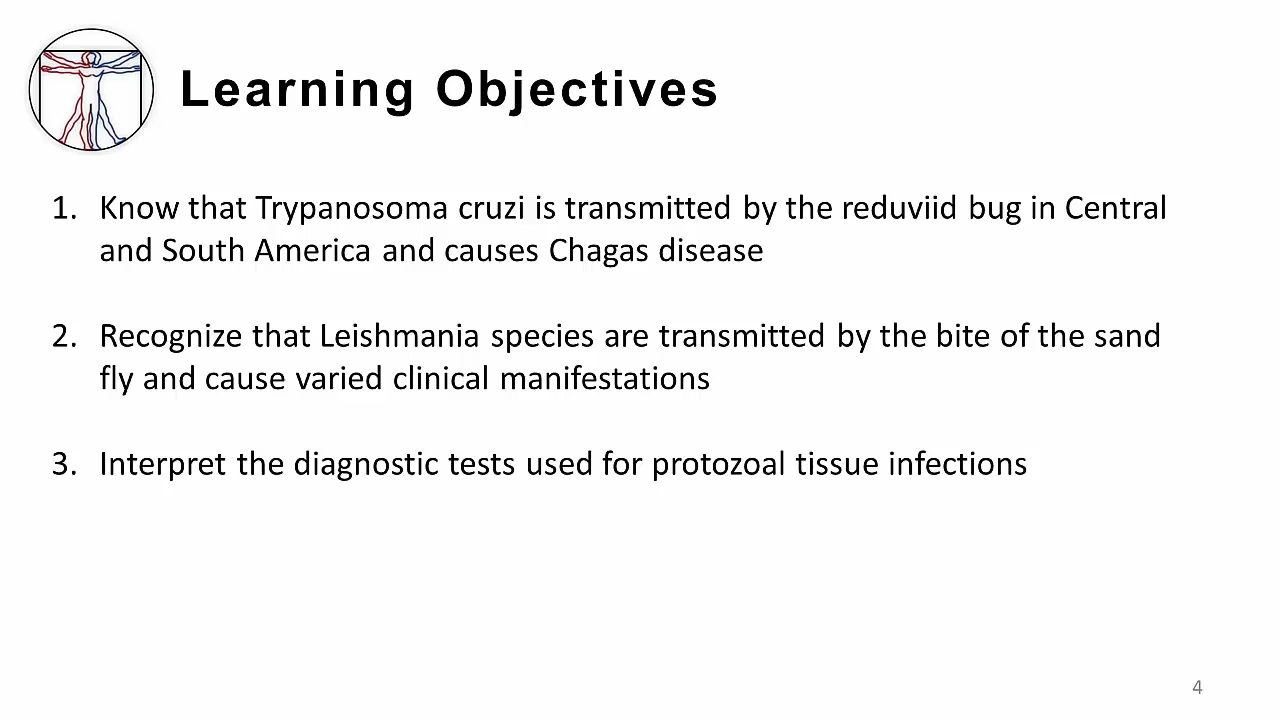 Learning Objectives
1. Know that Trypanosoma cruzi is transmitted by the reduviid bug in Central
and South America and causes Chagas disease
2. Recognize that Leishmania species are transmitted by the bite of the sand
fly and cause varied clinical manifestations
3. Interpret the diagnostic tests used for protozoal tissue infections
4